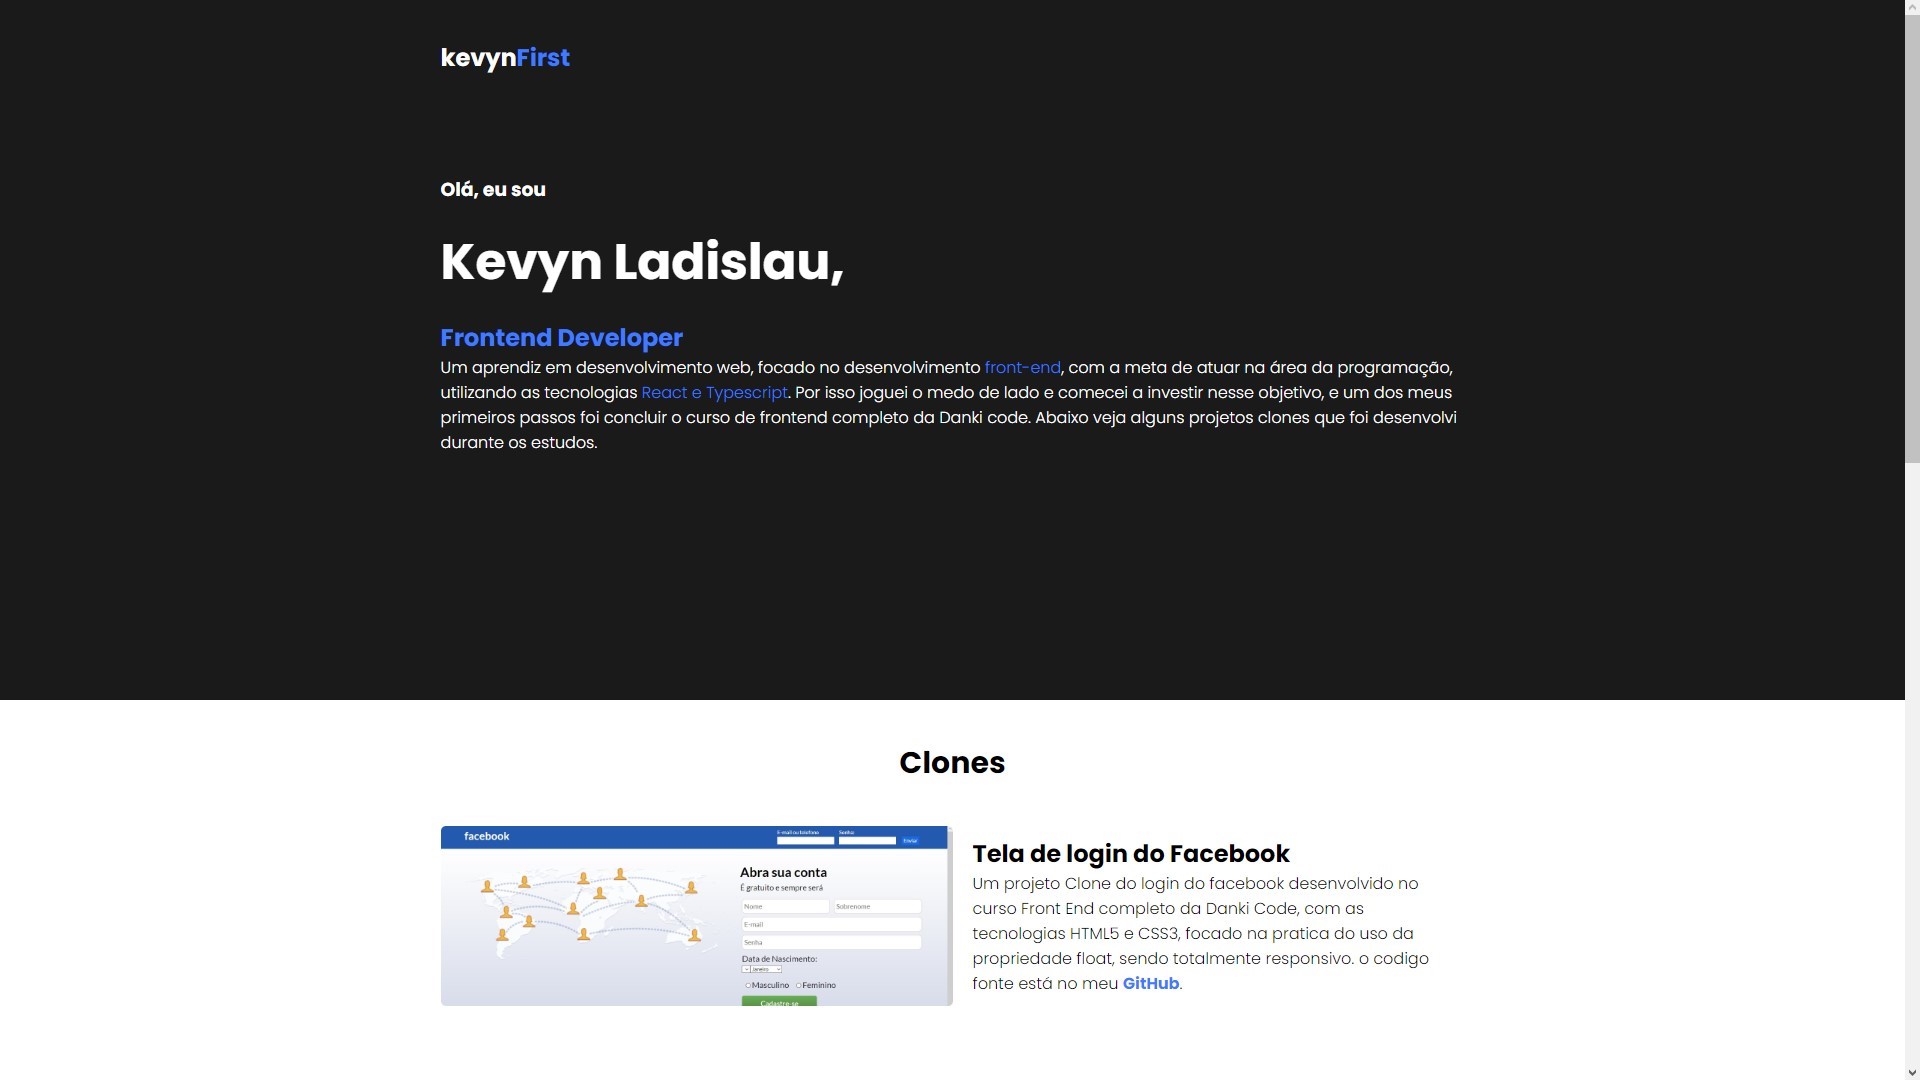 kevynFirst
Olá, eu sou
Kevyn Ladislau,
Frontend Developer
Um aprendiz em desenvolvimento web, focado no desenvolvimento front-end, com a meta de atuar na área da programação,
utilizando as tecnologias React e Typescript. Por isso joguei o medo de lado e comecei a investir nesse objetivo, e um dos meus
primeiros passos foi concluir o curso de frontend completo da Danki code. Abaixo veja alguns projetos clones que foi desenvolvi
durante os estudos.
Clones
facebook
E-mail ou telefone Senha
Enviar
Abra sua conta
É gratuito e sempre será
Nome Sobrenome
E-mail
Senha
Data de Nascimento:
Janeiro
Masculino Feminino
Cadastre-se
Tela de login do Facebook
Um projeto Clone do login do facebook desenvolvido no
curso Front End completo da Danki Code, com as
tecnologias HTML5 e CSS3, focado na pratica do uso da
propriedade float, sendo totalmente responsivo. o codigo
fonte está no meu GitHub.